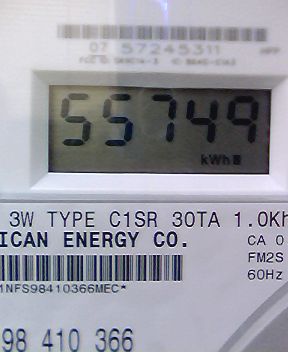 07 57245311
55749
kWh
3W TYPE C1SR 30TA 1.0Kh
ICAN ENERGY CO.
CA 0
FM2S
60Hz
1NFS98410366MEC*
98 410 366